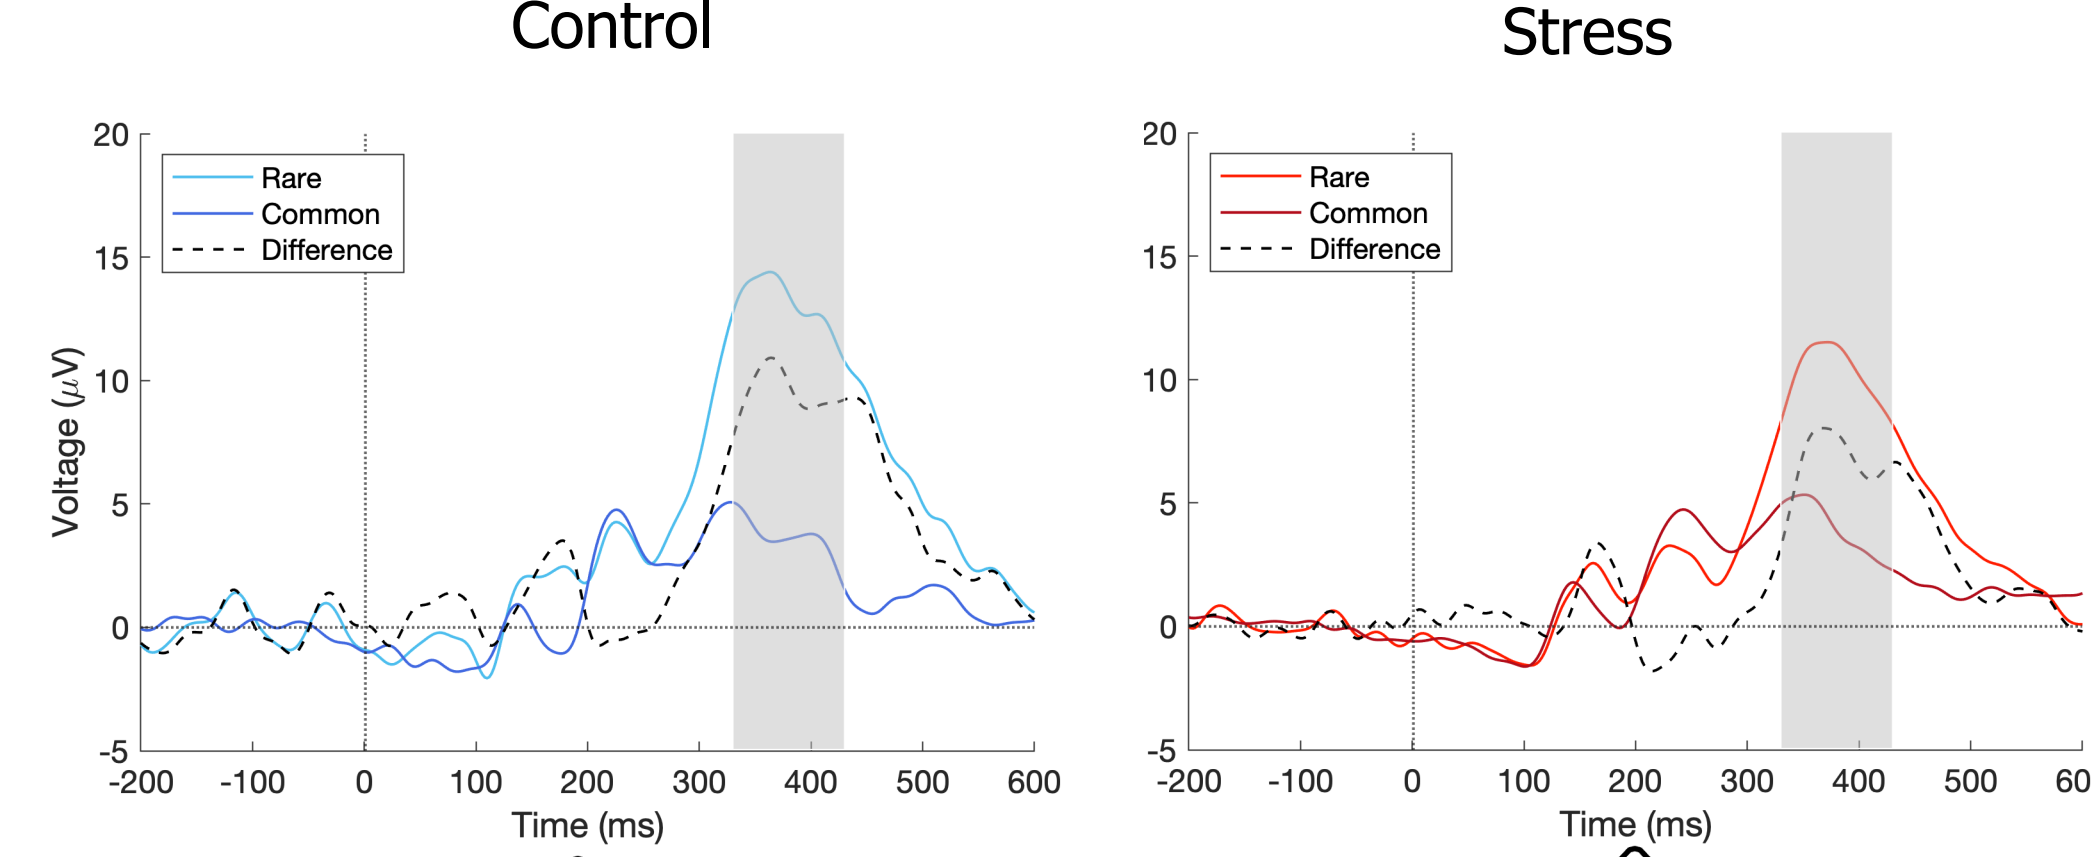 Control
Stress
20
15
10
5
0
-5
Rare
Common
Difference
Voltage (μV)
-200 -100 0 100 200 300 400 500 600
Time (ms)
20
15
10
5
0
-5
Rare
Common
Difference
-200 -100 0 100 200 300 400 500 60
Time (ms)